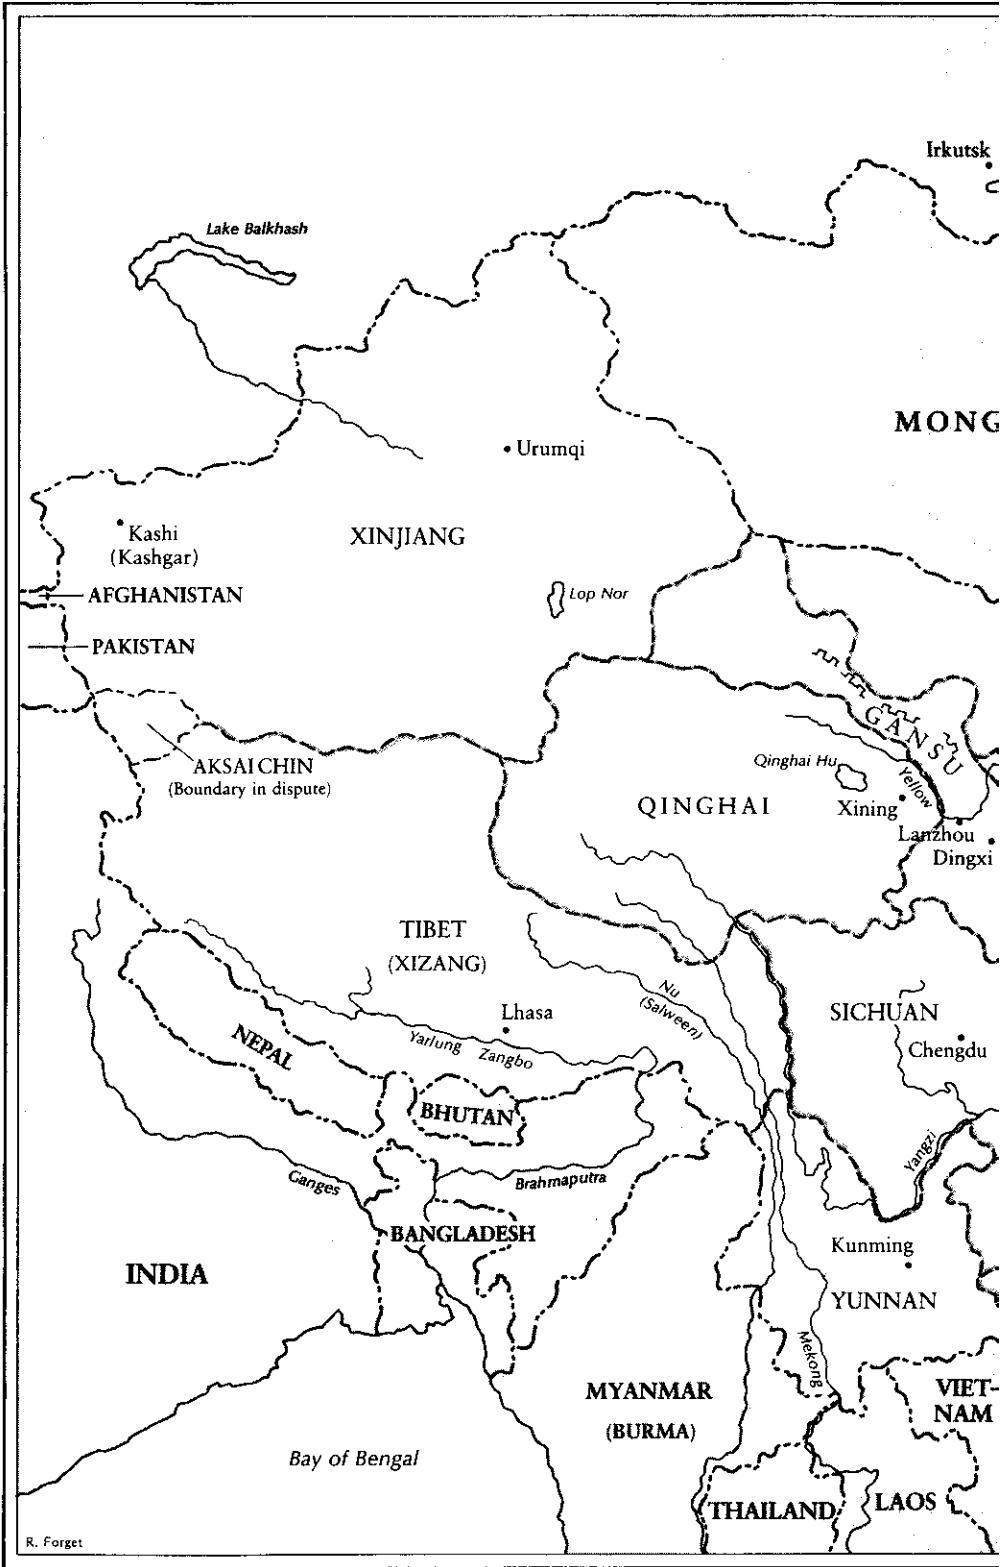 Irkutsk
Lake Balkhash
MONG
Urumqi
Kashi
(Kashgar)
XINJIANG
AFGHANISTAN
Lop Nor
PAKISTAN
GANSU
AKSAI CHIN
(Boundary in dispute)
Qinghai Hu
Yellow
QINGHAI
Xining
Lanzhou
Dingxi
TIBET
(XIZANG)
Nu
(Salween)
SICHUAN
Lhasa
Chengdu
NEPAL
Yarlung Zangbo
BHUTAN
Yangzi
Ganges
Brahmaputra
BANGLADESH
Kunming
INDIA
YUNNAN
Mekong
MYANMAR
(BURMA)
VIET-
NAM
Bay of Bengal
THAILAND
LAOS
R. Forget